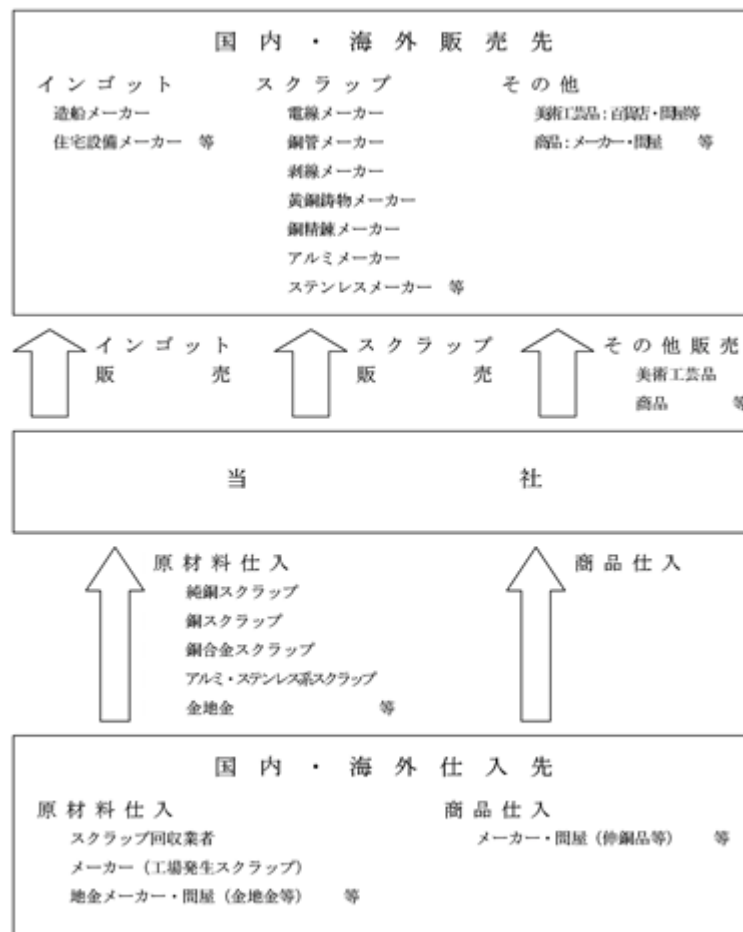 国内・海外販売先
インゴット
造船メーカー
住宅設備メーカー 等
スクラップ
電線メーカー
銅管メーカー
剥線メーカー
黄銅鋳物メーカー
銅精錬メーカー
アルミメーカー
ステンレスメーカー 等
その他
美術工芸品：百貨店・問屋等
商品：メーカー・問屋 等
インゴット
販売
スクラップ
販売
その他販売
美術工芸品
商品 等
当社
原材料仕入
純銅スクラップ
銅スクラップ
銅合金スクラップ
アルミ・ステンレス系スクラップ
金地金 等
商品仕入
国内・海外仕入先
原材料仕入
スクラップ回収業者
メーカー（工場発生スクラップ）
地金メーカー・問屋（金地金等） 等
商品仕入
メーカー・問屋（伸銅品等） 等